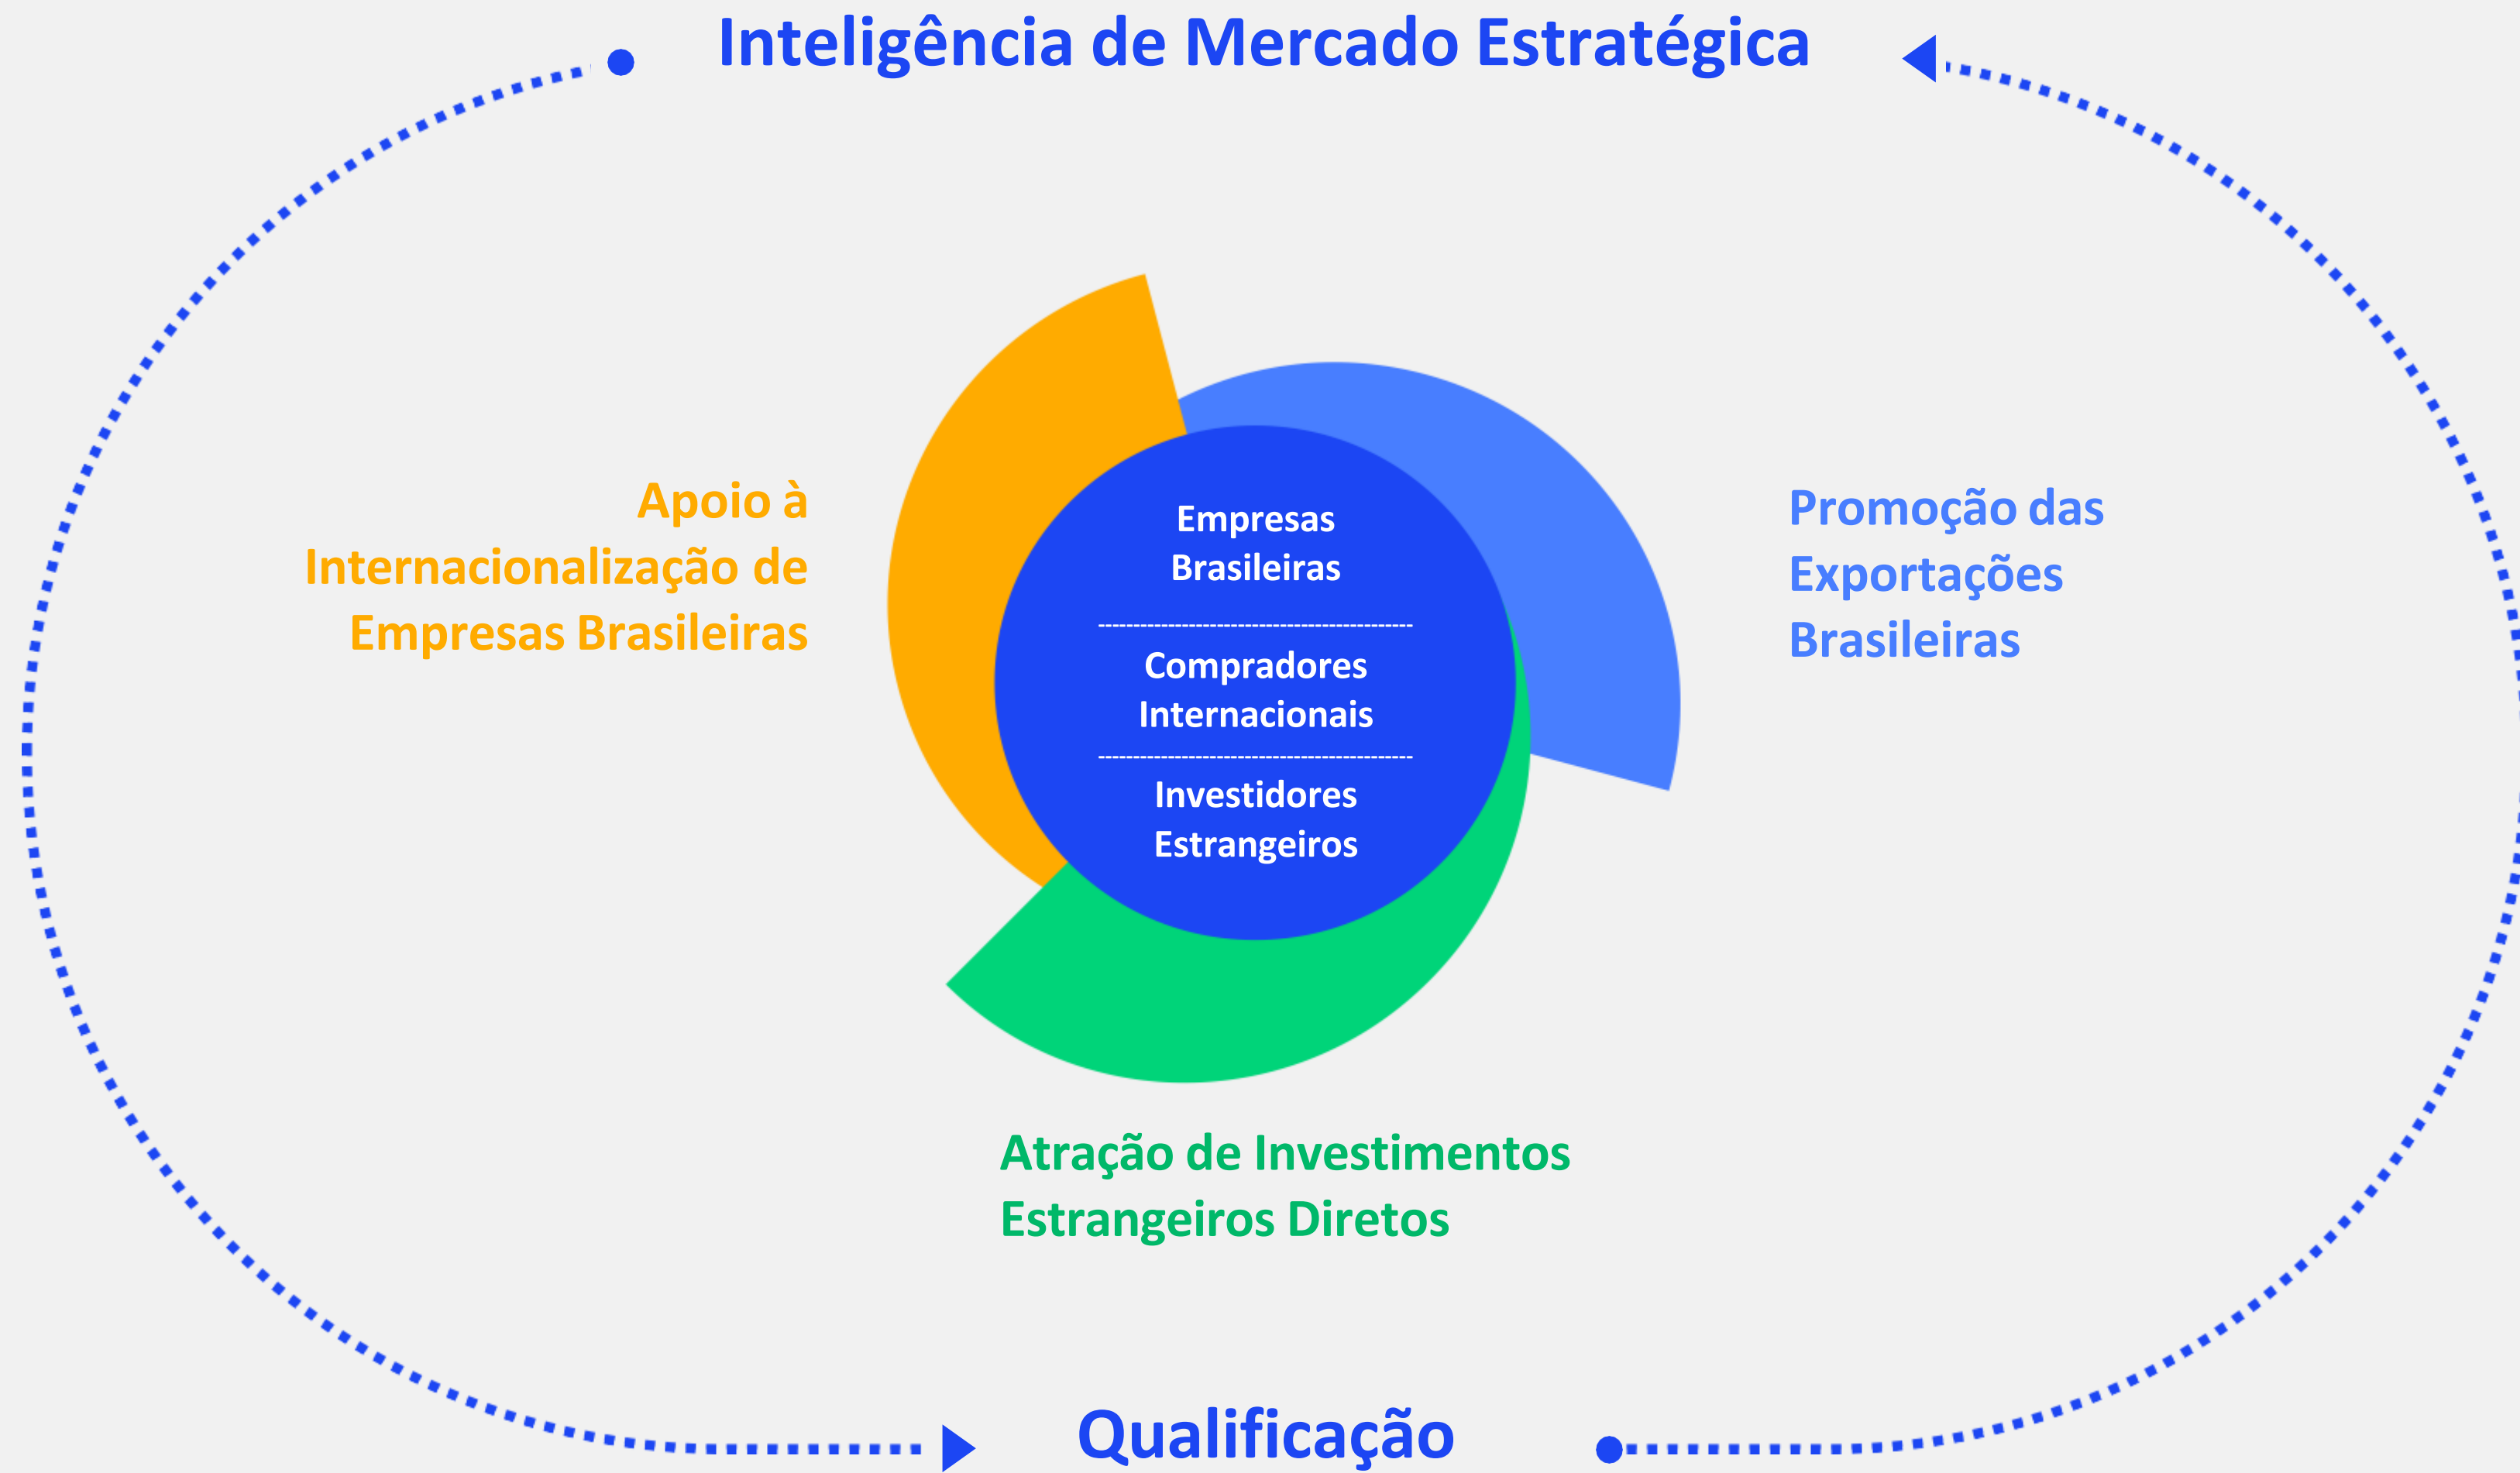 Inteligência de Mercado Estratégica
Apoio à
Internacionalização de
Empresas Brasileiras
Empresas
Brasileiras
---------------------------------------------
Compradores
Internacionais
---------------------------------------------
Investidores
Estrangeiros
Promoção das
Exportações
Brasileiras
Atração de Investimentos
Estrangeiros Diretos
Qualificação